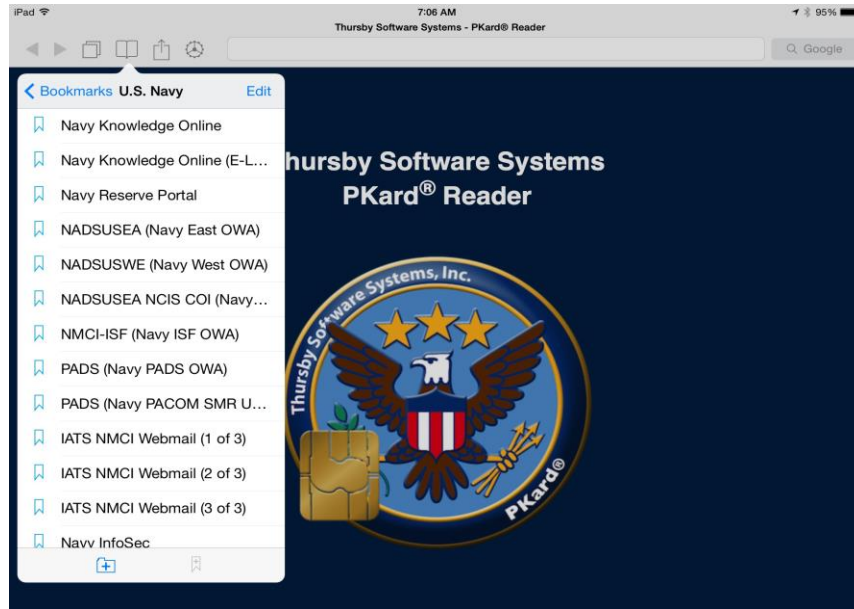 iPad 7:06 AM 95%
Thursby Software Systems - PKard® Reader
Google
Bookmarks U.S. Navy Edit
Navy Knowledge Online
Navy Knowledge Online (E-L...
Navy Reserve Portal
NADSUSEA (Navy East OWA)
NADSUSWE (Navy West OWA)
NADSUSEA NCIS COI (Navy...
NMCI-ISF (Navy ISF OWA)
PADS (Navy PADS OWA)
PADS (Navy PACOM SMR U...
IATS NMCI Webmail (1 of 3)
IATS NMCI Webmail (2 of 3)
IATS NMCI Webmail (3 of 3)
Navy InfoSec
hursby Software Systems
PKard® Reader
Thursby Software Systems, Inc.
PKard®